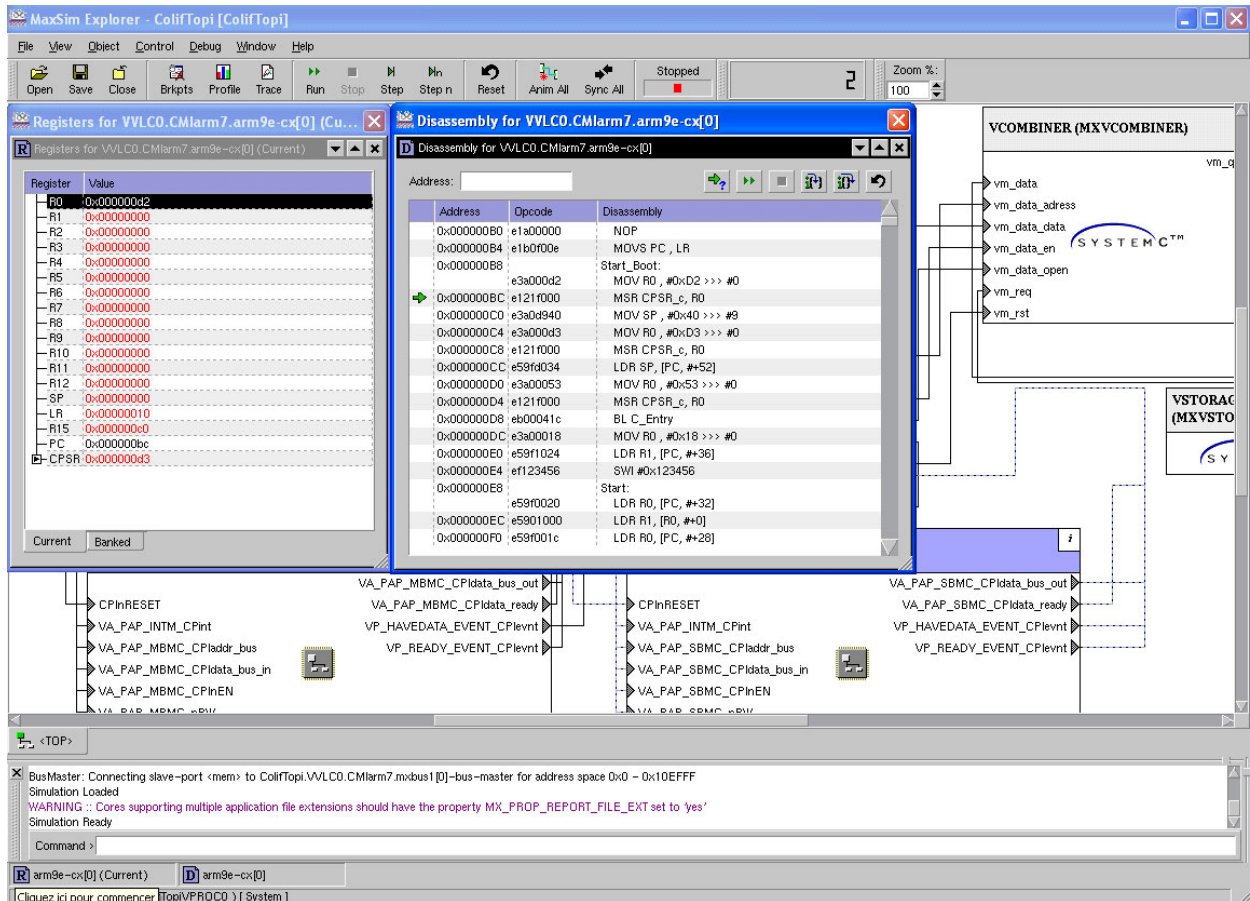 MaxSim Explorer - ColifTopi [ColifTopi]
File View Object Control Debug Window Help
Open Save Close Brkpts Profile Trace Run Stop Step Step n Reset Anim All Sync All Stopped 2 Zoom %: 100
Registers for VVLC0.CMIarm7.arm9e-cx[0] (Cu...
R Registers for VVLC0.CMIarm7.arm9e-cx[0] (Current)
Register Value
R0 0x000000d2
R1 0x00000000
R2 0x00000000
R3 0x00000000
R4 0x00000000
R5 0x00000000
R6 0x00000000
R7 0x00000000
R8 0x00000000
R9 0x00000000
R10 0x00000000
R11 0x00000000
R12 0x00000000
SP 0x00000000
LR 0x00000010
R15 0x000000c0
PC 0x000000bc
CPSR 0x000000d3
Current Banked
Disassembly for VVLC0.CMIarm7.arm9e-cx[0]
D Disassembly for VVLC0.CMIarm7.arm9e-cx[0]
Address:
Address Opcode Disassembly
0x000000B0 e1a00000 NOP
0x000000B4 e1b0f00e MOVS PC , LR
0x000000B8 Start_Boot:
e3a000d2 MOV R0 , #0xD2 >>> #0
0x000000BC e121f000 MSR CPSR_c, R0
0x000000C0 e3a0d940 MOV SP , #0x40 >>> #9
0x000000C4 e3a000d3 MOV R0 , #0xD3 >>> #0
0x000000C8 e121f000 MSR CPSR_c, R0
0x000000CC e59fd034 LDR SP, [PC, #+52]
0x000000D0 e3a00053 MOV R0 , #0x53 >>> #0
0x000000D4 e121f000 MSR CPSR_c, R0
0x000000D8 eb00041c BL C_Entry
0x000000DC e3a00018 MOV R0 , #0x18 >>> #0
0x000000E0 e59f1024 LDR R1, [PC, #+36]
0x000000E4 ef123456 SWI #0x123456
0x000000E8 Start:
e59f0020 LDR R0, [PC, #+32]
0x000000EC e5901000 LDR R1, [R0, #+0]
0x000000F0 e59f001c LDR R0, [PC, #+28]
VCOMBINER (MXVCOMBINER)
vm_q
vm_data
vm_data_adress
vm_data_data
vm_data_en
vm_data_open
vm_req
vm_rst
SYSTEM C™
VSTORAG
(MXVSTO
S Y
i
VA_PAP_MBMC_CPIdata_bus_out
CPInRESET VA_PAP_MBMC_CPIdata_ready
VA_PAP_INTM_CPint VP_HAVEDATA_EVENT_CPIevnt
VA_PAP_MBMC_CPIaddr_bus VP_READY_EVENT_CPIevnt
VA_PAP_MBMC_CPIdata_bus_in
VA_PAP_MBMC_CPInEN
VA_PAP_MBMC_nRW
VA_PAP_SBMC_CPIdata_bus_out
CPInRESET VA_PAP_SBMC_CPIdata_ready
VA_PAP_INTM_CPint VP_HAVEDATA_EVENT_CPIevnt
VA_PAP_SBMC_CPIaddr_bus VP_READY_EVENT_CPIevnt
VA_PAP_SBMC_CPIdata_bus_in
VA_PAP_SBMC_CPInEN
VA_PAP_SBMC_nRW
<TOP>
BusMaster: Connecting slave-port <mem> to ColifTopi.VVLC0.CMIarm7.mxbus1[0]-bus-master for address space 0x0 - 0x10EFFF
Simulation Loaded
WARNING :: Cores supporting multiple application file extensions should have the property MX_PROP_REPORT_FILE_EXT set to 'yes'
Simulation Ready
Command >
R arm9e-cx[0] (Current) D arm9e-cx[0]
Cliquez ici pour commencer TopiVPROC0 ) [ System ]